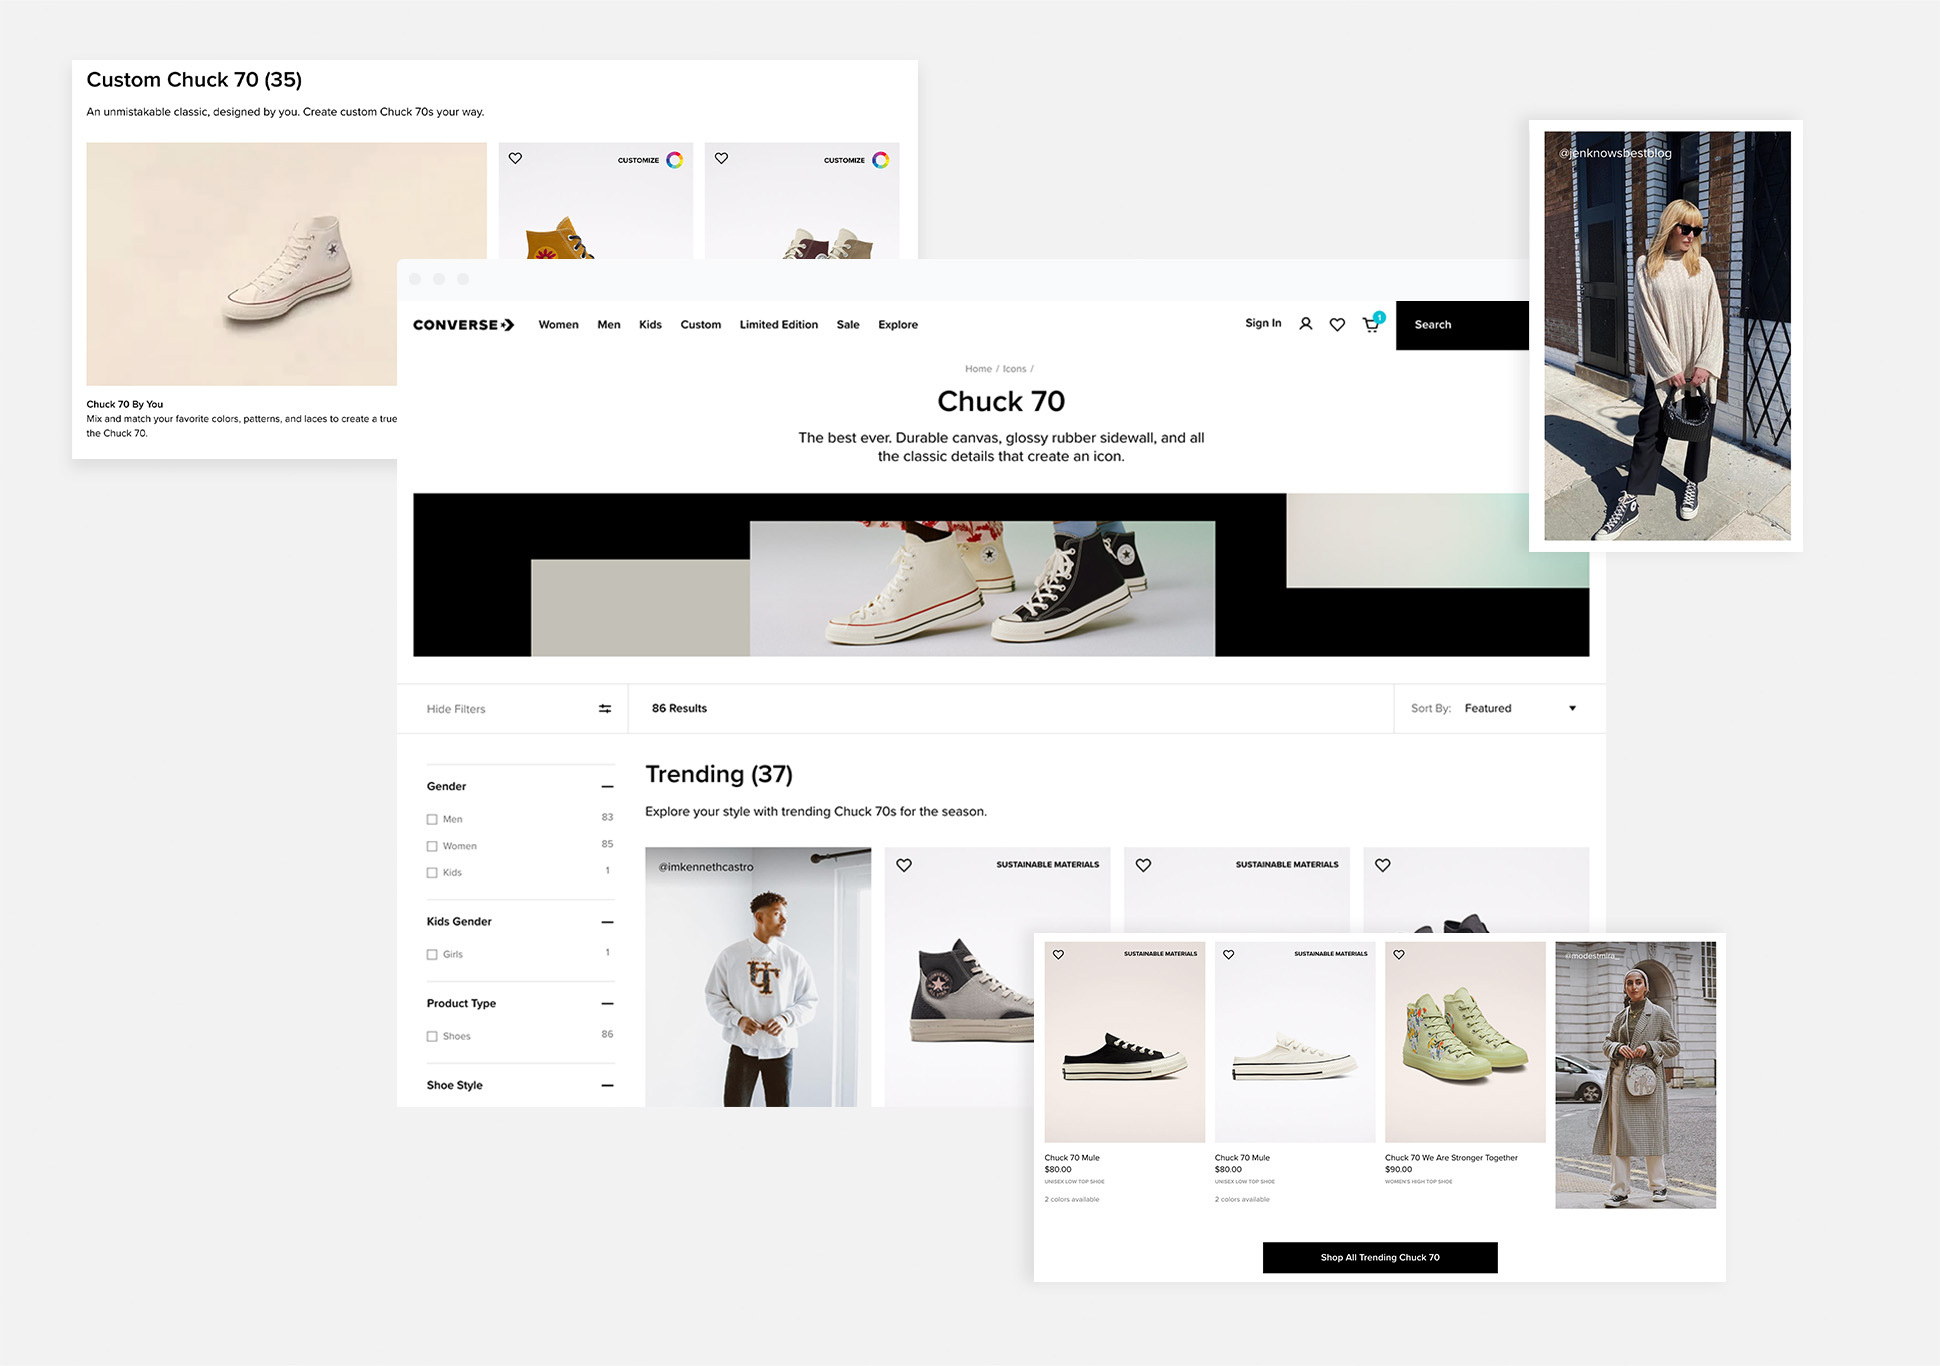 Custom Chuck 70 (35)
An unmistakable classic, designed by you. Create custom Chuck 70s your way.
CUSTOMIZE
CUSTOMIZE
Chuck 70 By You
Mix and match your favorite colors, patterns, and laces to create a true
the Chuck 70.
@jenknowsbestblog
CONVERSE
Women
Men
Kids
Custom
Limited Edition
Sale
Explore
Sign In
1
Search
Home / Icons /
Chuck 70
The best ever. Durable canvas, glossy rubber sidewall, and all
the classic details that create an icon.
Hide Filters
86 Results
Sort By: Featured
Gender
Men 83
Women 85
Kids 1
Kids Gender
Girls 1
Product Type
Shoes 86
Shoe Style
Trending (37)
Explore your style with trending Chuck 70s for the season.
@imkennethcastro
SUSTAINABLE MATERIALS
SUSTAINABLE MATERIALS
SUSTAINABLE MATERIALS
SUSTAINABLE MATERIALS
@modestmira_
Chuck 70 Mule
$80.00
UNISEX LOW TOP SHOE
2 colors available
Chuck 70 Mule
$80.00
UNISEX LOW TOP SHOE
2 colors available
Chuck 70 We Are Stronger Together
$90.00
WOMEN'S HIGH TOP SHOE
Shop All Trending Chuck 70